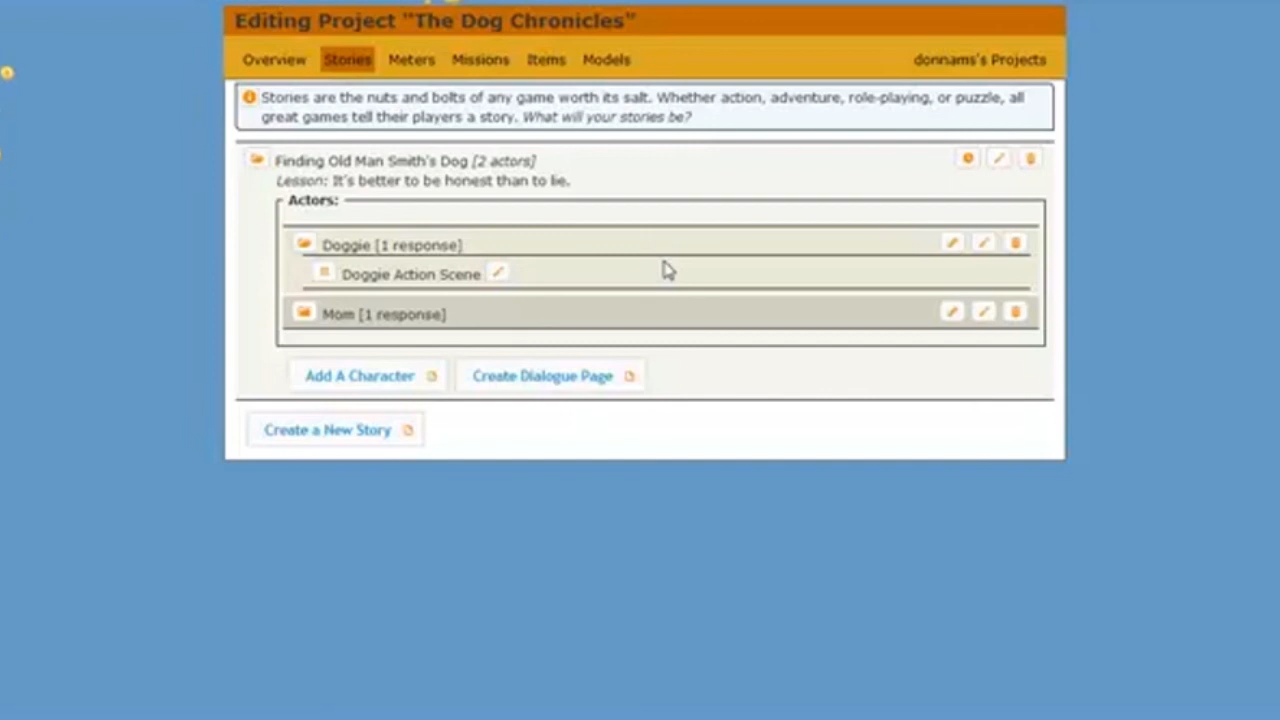 Editing Project "The Dog Chronicles"
Overview Stories Meters Missions Items Models donnams's Projects
Stories are the nuts and bolts of any game worth its salt. Whether action, adventure, role-playing, or puzzle, all
great games tell their players a story. What will your stories be?
Finding Old Man Smith's Dog [2 actors]
Lesson: It's better to be honest than to lie.
Actors:
Doggie [1 response]
Doggie Action Scene
Mom [1 response]
Add A Character Create Dialogue Page
Create a New Story